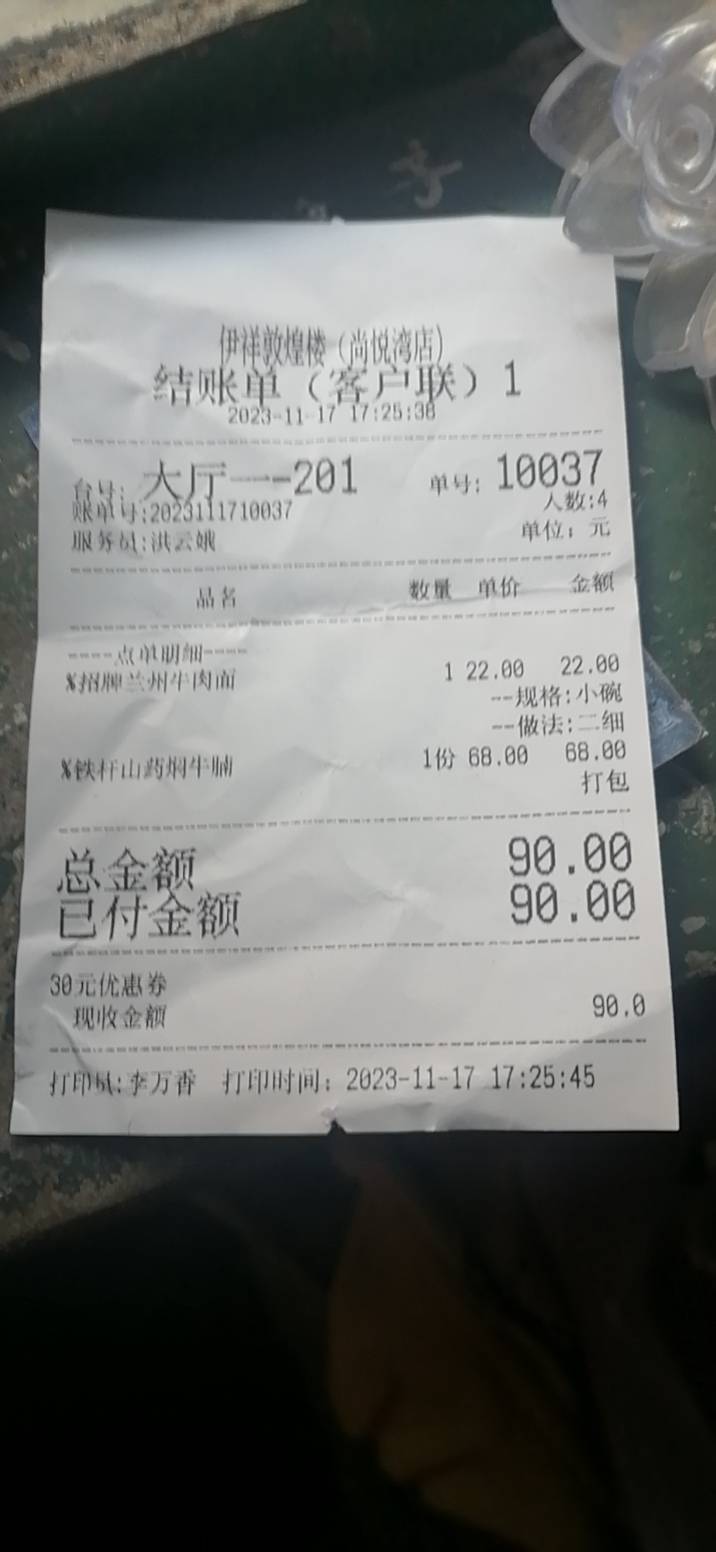 伊祥敦煌楼（尚悦湾店）
结账单（客户联）1
2023-11-17 17:25:38
台号: 大厅一-201 单号: 10037
账单号:2023111710037 人数:4
服务员:洪云娥 单位: 元
品名 数量 单价 金额
----点单明细----
%招牌兰州牛肉面 1 22.00 22.00
--规格:小碗
--做法:二细
%铁杆山药焖牛腩 1份 68.00 68.00
打包
总金额 90.00
已付金额 90.00
30元优惠券
现收金额 90.0
打印员:李万香 打印时间: 2023-11-17 17:25:45